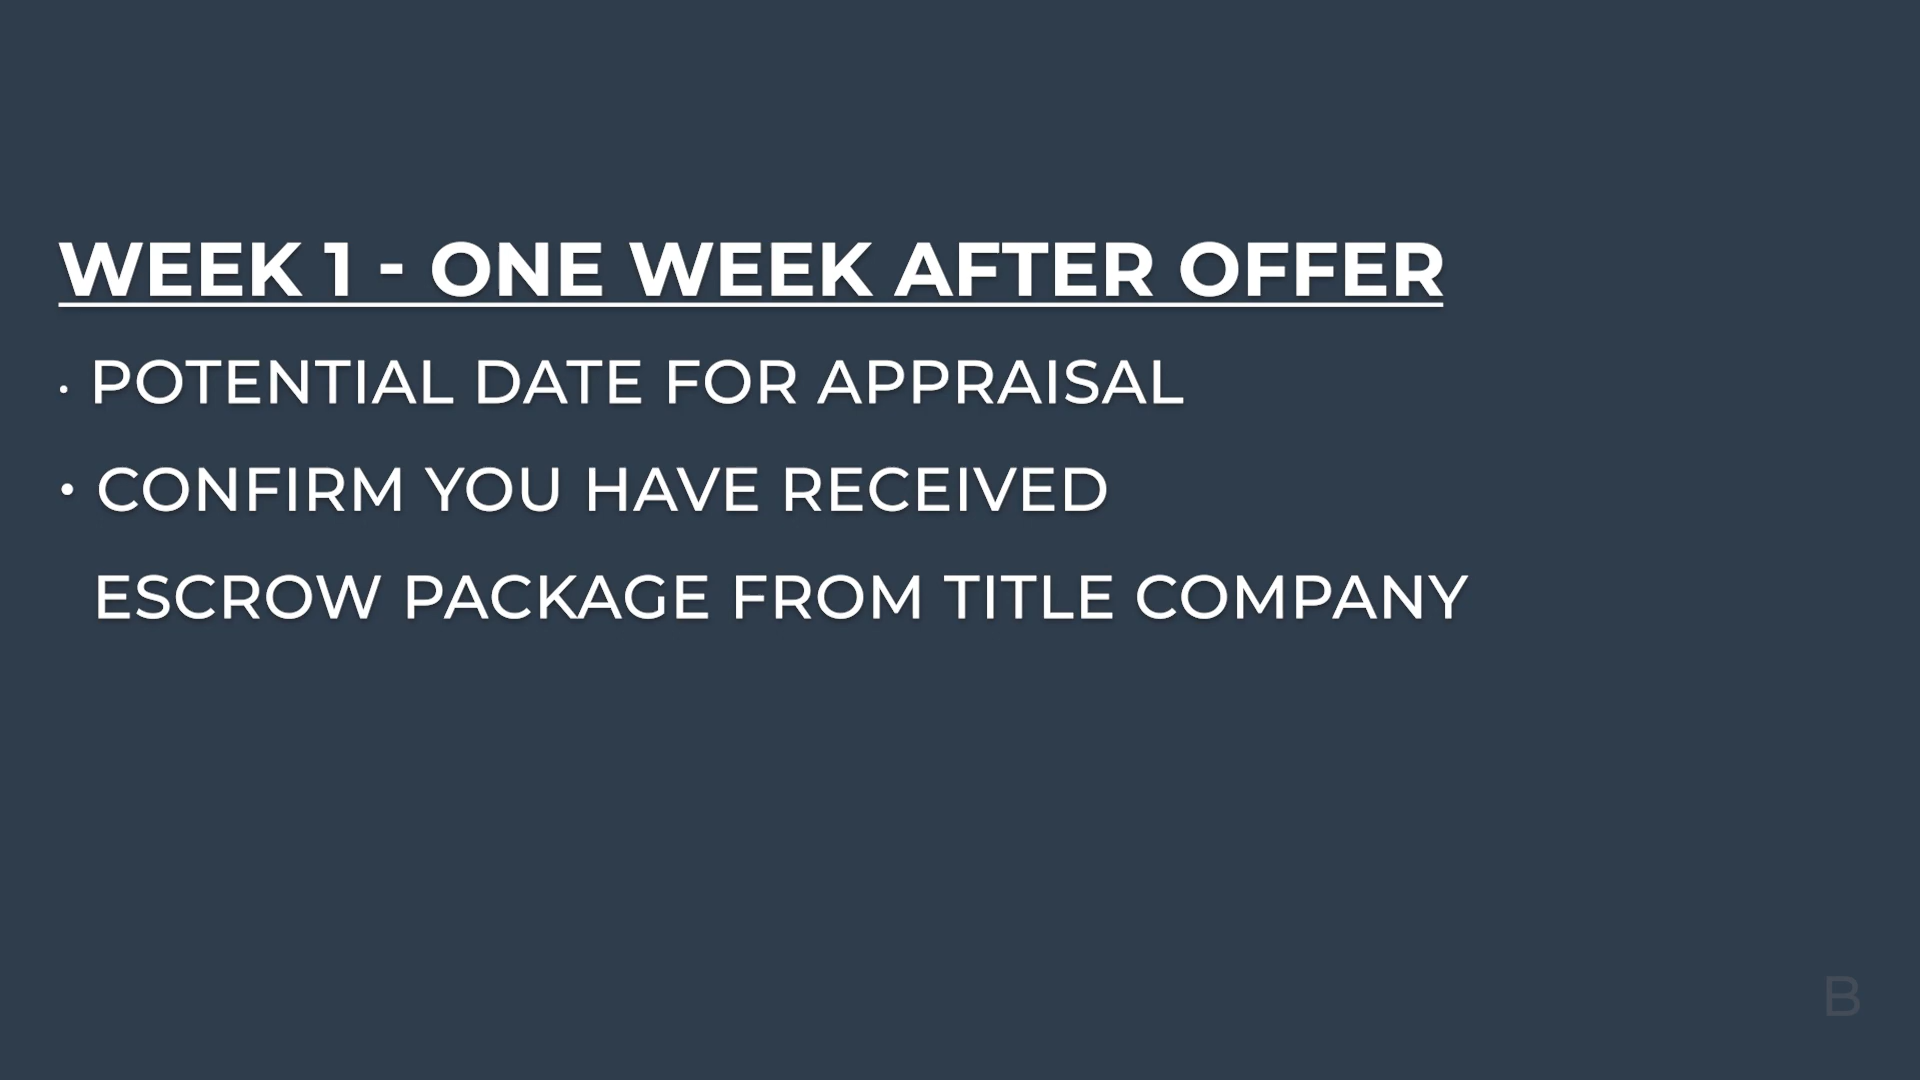 WEEK 1 - ONE WEEK AFTER OFFER
· POTENTIAL DATE FOR APPRAISAL
• CONFIRM YOU HAVE RECEIVED
ESCROW PACKAGE FROM TITLE COMPANY
B